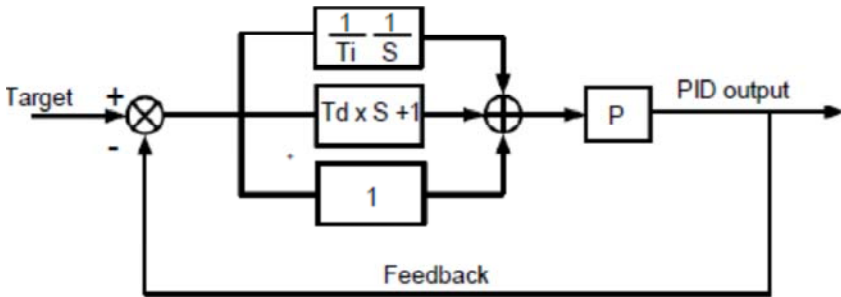 1 1
Ti S
Target
+
-
Td x S +1
1
P
PID output
Feedback